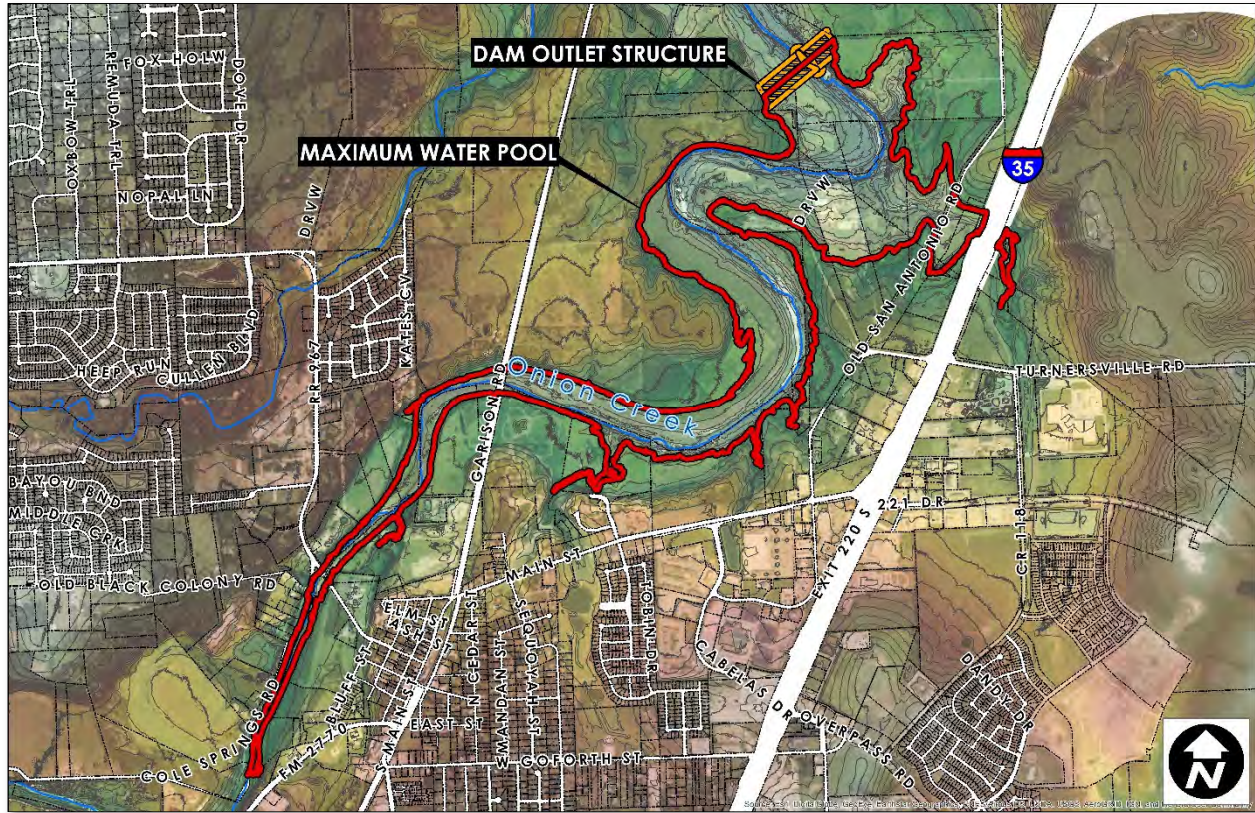 FOX HOLW
REMUDA TRL
DOVE DR
OXBOW TRL
NOPAL LN
DAM OUTLET STRUCTURE
MAXIMUM WATER POOL
35
DRVW
DRVW
OLD SAN ANTONIO RD
KATES CV
CULLEN BLVD
HEEP RUN
RR 967
GARISON RD
Onion Creek
TURNERSVILLE RD
BAYOU BND
MIDDLE CRK
OLD BLACK COLONY RD
MAIN ST
EXIT 220 S
221 DR
CR 118
ELM ST
ASH ST
N CEDAR ST
SEQUOYAH ST
W MANDAN ST
TOBIN DR
CABELAS
DR OVERPASS RD
DANDY DR
COLE SPRINGS RD
FM 2770
BLUFF ST
S MAIN ST
EAST ST
W GOFORTH ST
N